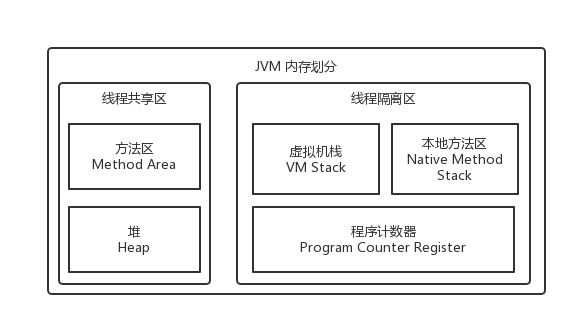 JVM 内存划分
线程共享区
方法区
Method Area
堆
Heap
线程隔离区
虚拟机栈
VM Stack
本地方法区
Native Method
Stack
程序计数器
Program Counter Register